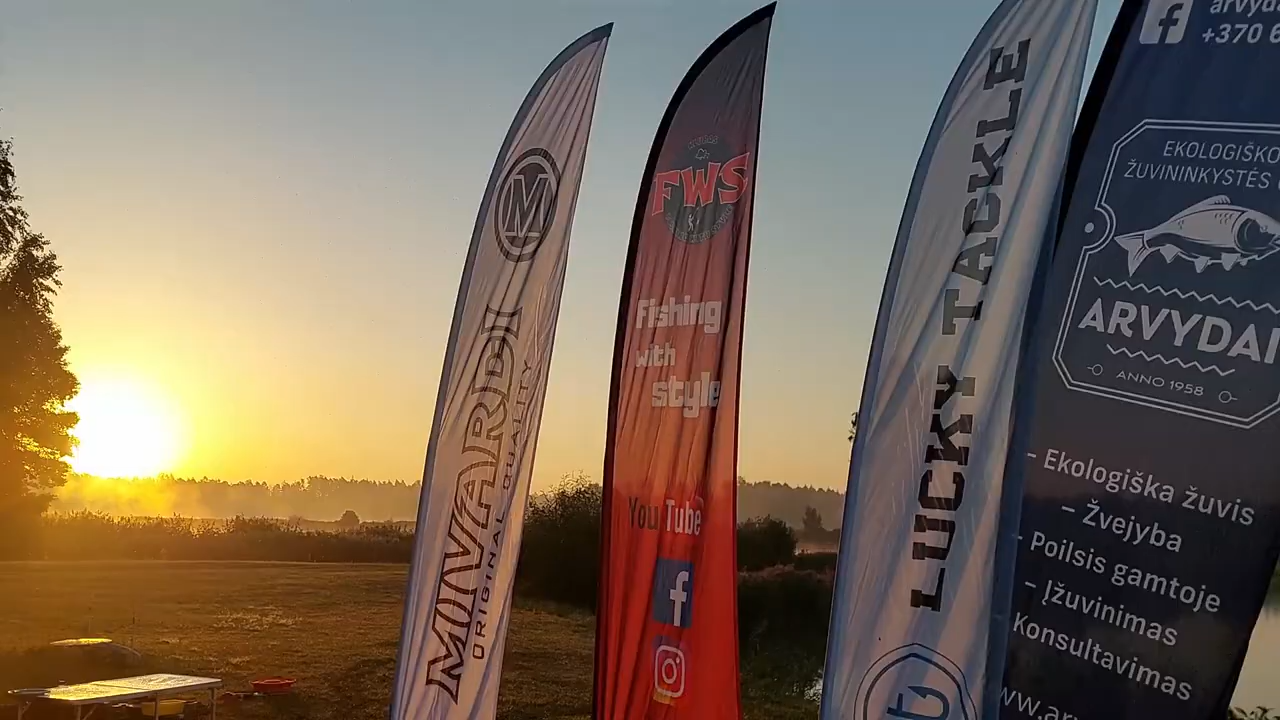 M
MIVARDI
ORIGINAL QUALITY
FWS
Fishing
with
style
YouTube
LUCKY TACKLE
+370 6
EKOLOGIŠKO
ŽUVININKYSTĖS
ARVYDAI
ANNO 1958
- Ekologiška žuvis
- Žvejyba
- Poilsis gamtoje
- Įžuvinimas
Konsultavimas